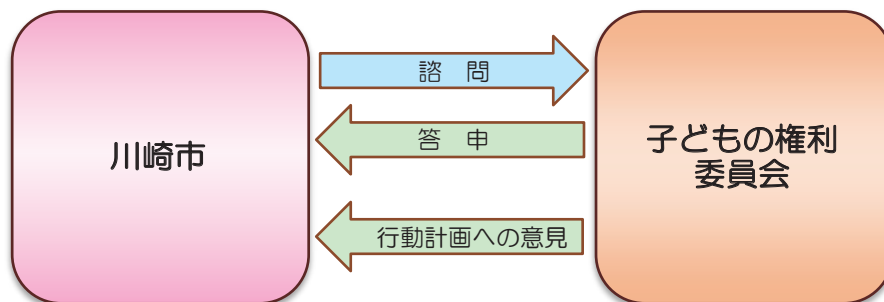 川崎市
諮　問
答　申
行動計画への意見
子どもの権利
委員会